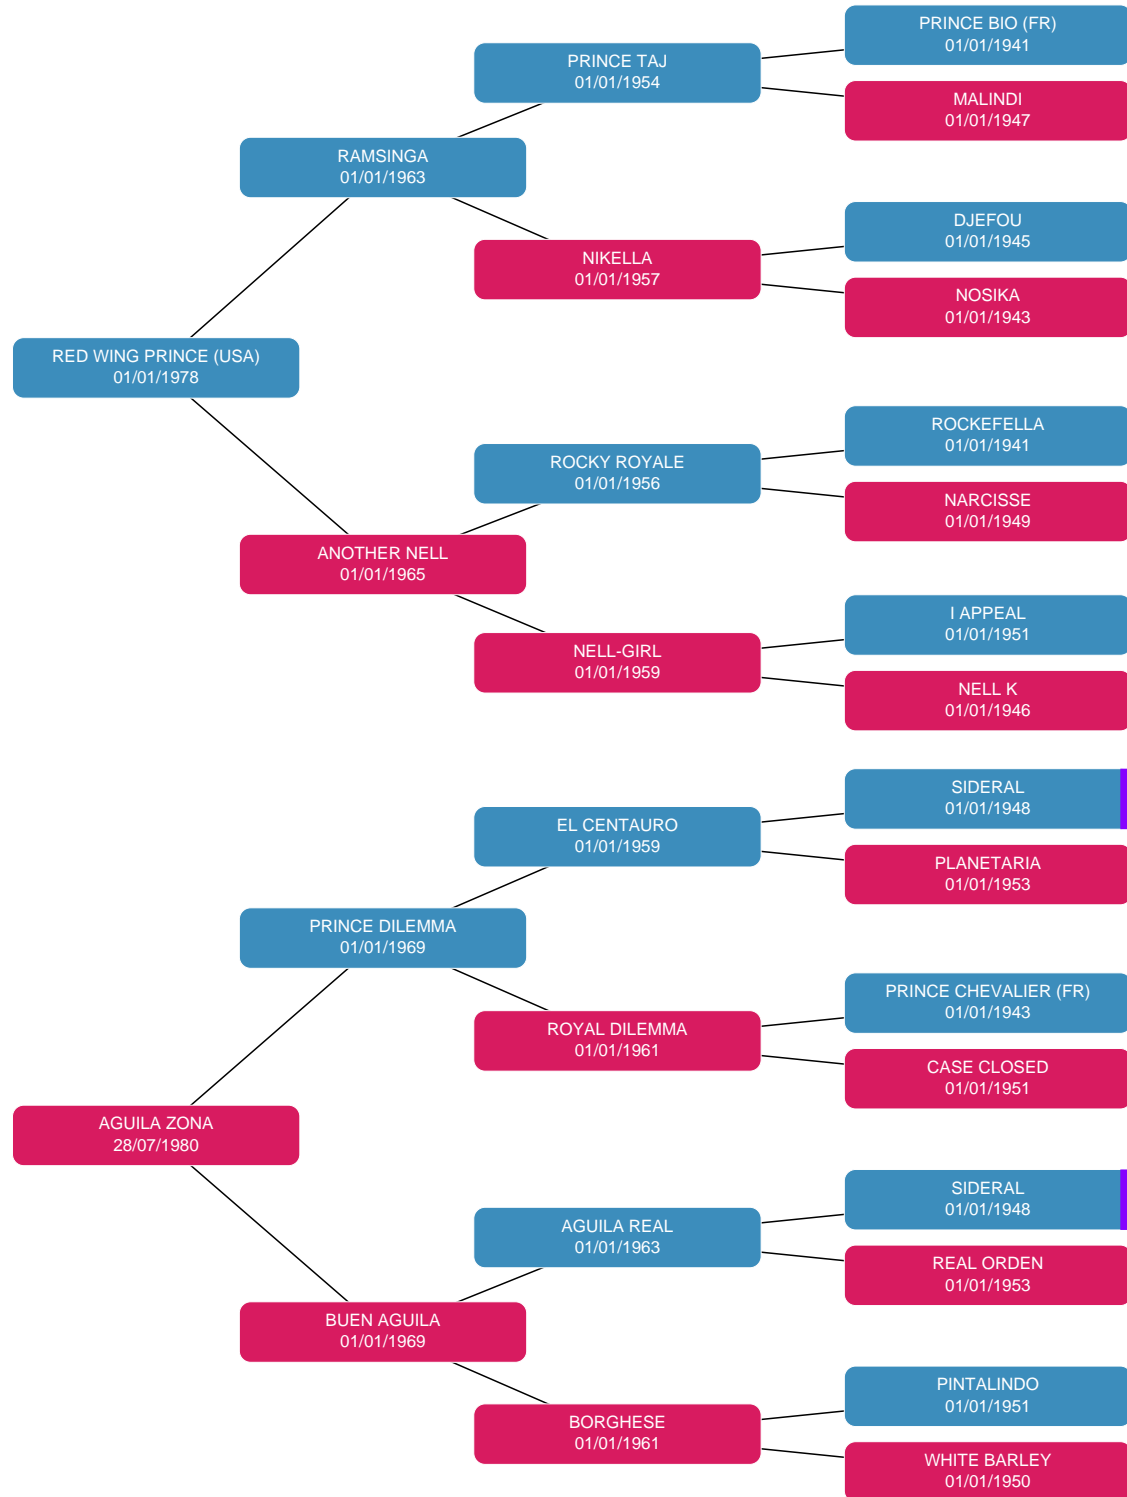 PRINCE BIO (FR)
01/01/1941
PRINCE TAJ
01/01/1954
MALINDI
01/01/1947
RAMSINGA
01/01/1963
DJEFOU
01/01/1945
NIKELLA
01/01/1957
NOSIKA
01/01/1943
RED WING PRINCE (USA)
01/01/1978
ROCKEFELLA
01/01/1941
ROCKY ROYALE
01/01/1956
NARCISSE
01/01/1949
ANOTHER NELL
01/01/1965
I APPEAL
01/01/1951
NELL-GIRL
01/01/1959
NELL K
01/01/1946
SIDERAL
01/01/1948
EL CENTAURO
01/01/1959
PLANETARIA
01/01/1953
PRINCE DILEMMA
01/01/1969
PRINCE CHEVALIER (FR)
01/01/1943
ROYAL DILEMMA
01/01/1961
CASE CLOSED
01/01/1951
AGUILA ZONA
28/07/1980
SIDERAL
01/01/1948
AGUILA REAL
01/01/1963
REAL ORDEN
01/01/1953
BUEN AGUILA
01/01/1969
PINTALINDO
01/01/1951
BORGHESE
01/01/1961
WHITE BARLEY
01/01/1950